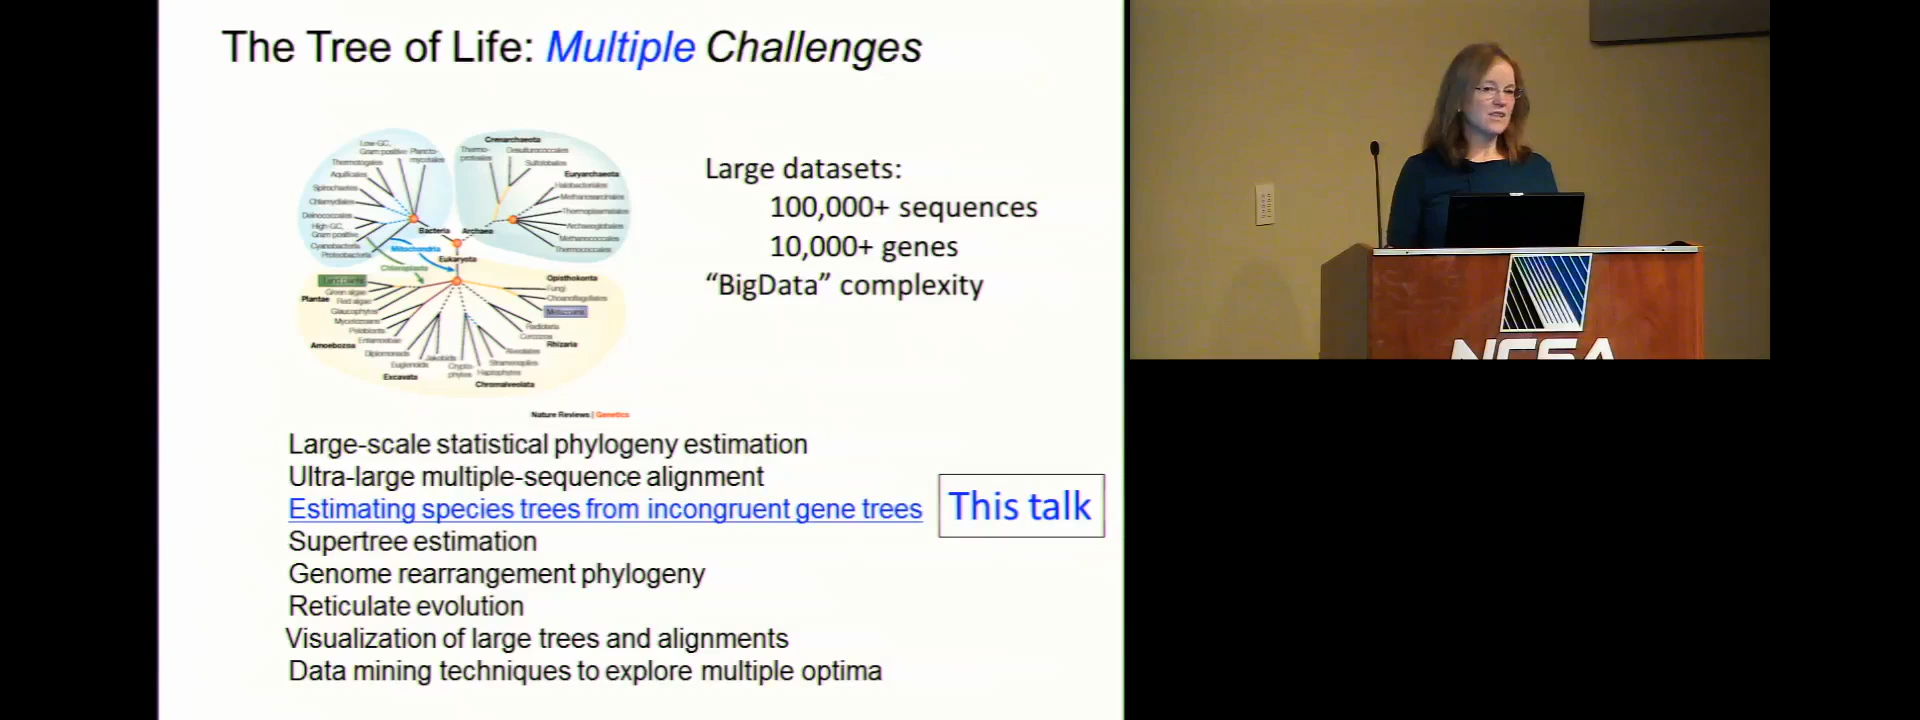 The Tree of Life: Multiple Challenges
Low-GC,
Gram positive
Plancto-
mycetales
Thermotogales
Aquificales
Spirochaetes
Chlamydiales
Deinococcales
High-GC,
Gram positive
Cyanobacteria
Proteobacteria
Bacteria
Crenarchaeota
Thermo-
proteales
Desulfurococcales
Sulfolobales
Euryarchaeota
Halobacteriales
Methanosarcinales
Thermoplasmatales
Archaeoglobales
Methanococcales
Thermococcales
Archaea
Mitochondria
Eukaryota
Chloroplasts
Land plants
Green algae
Plantae
Red algae
Glaucophytes
Mycetozoans
Pelobionts
Entamoebae
Amoebozoa
Diplomonads
Euglenoids
Jakobids
Excavata
Crypto-
phytes
Haptophytes
Stramenopiles
Chromalveolata
Alveolates
Rhizaria
Cercozoa
Radiolaria
Opisthokonta
Fungi
Choanoflagellates
Metazoans
Nature Reviews | Genetics
Large datasets:
100,000+ sequences
10,000+ genes
“BigData” complexity
Large-scale statistical phylogeny estimation
Ultra-large multiple-sequence alignment
Estimating species trees from incongruent gene trees
This talk
Supertree estimation
Genome rearrangement phylogeny
Reticulate evolution
Visualization of large trees and alignments
Data mining techniques to explore multiple optima
NCSA